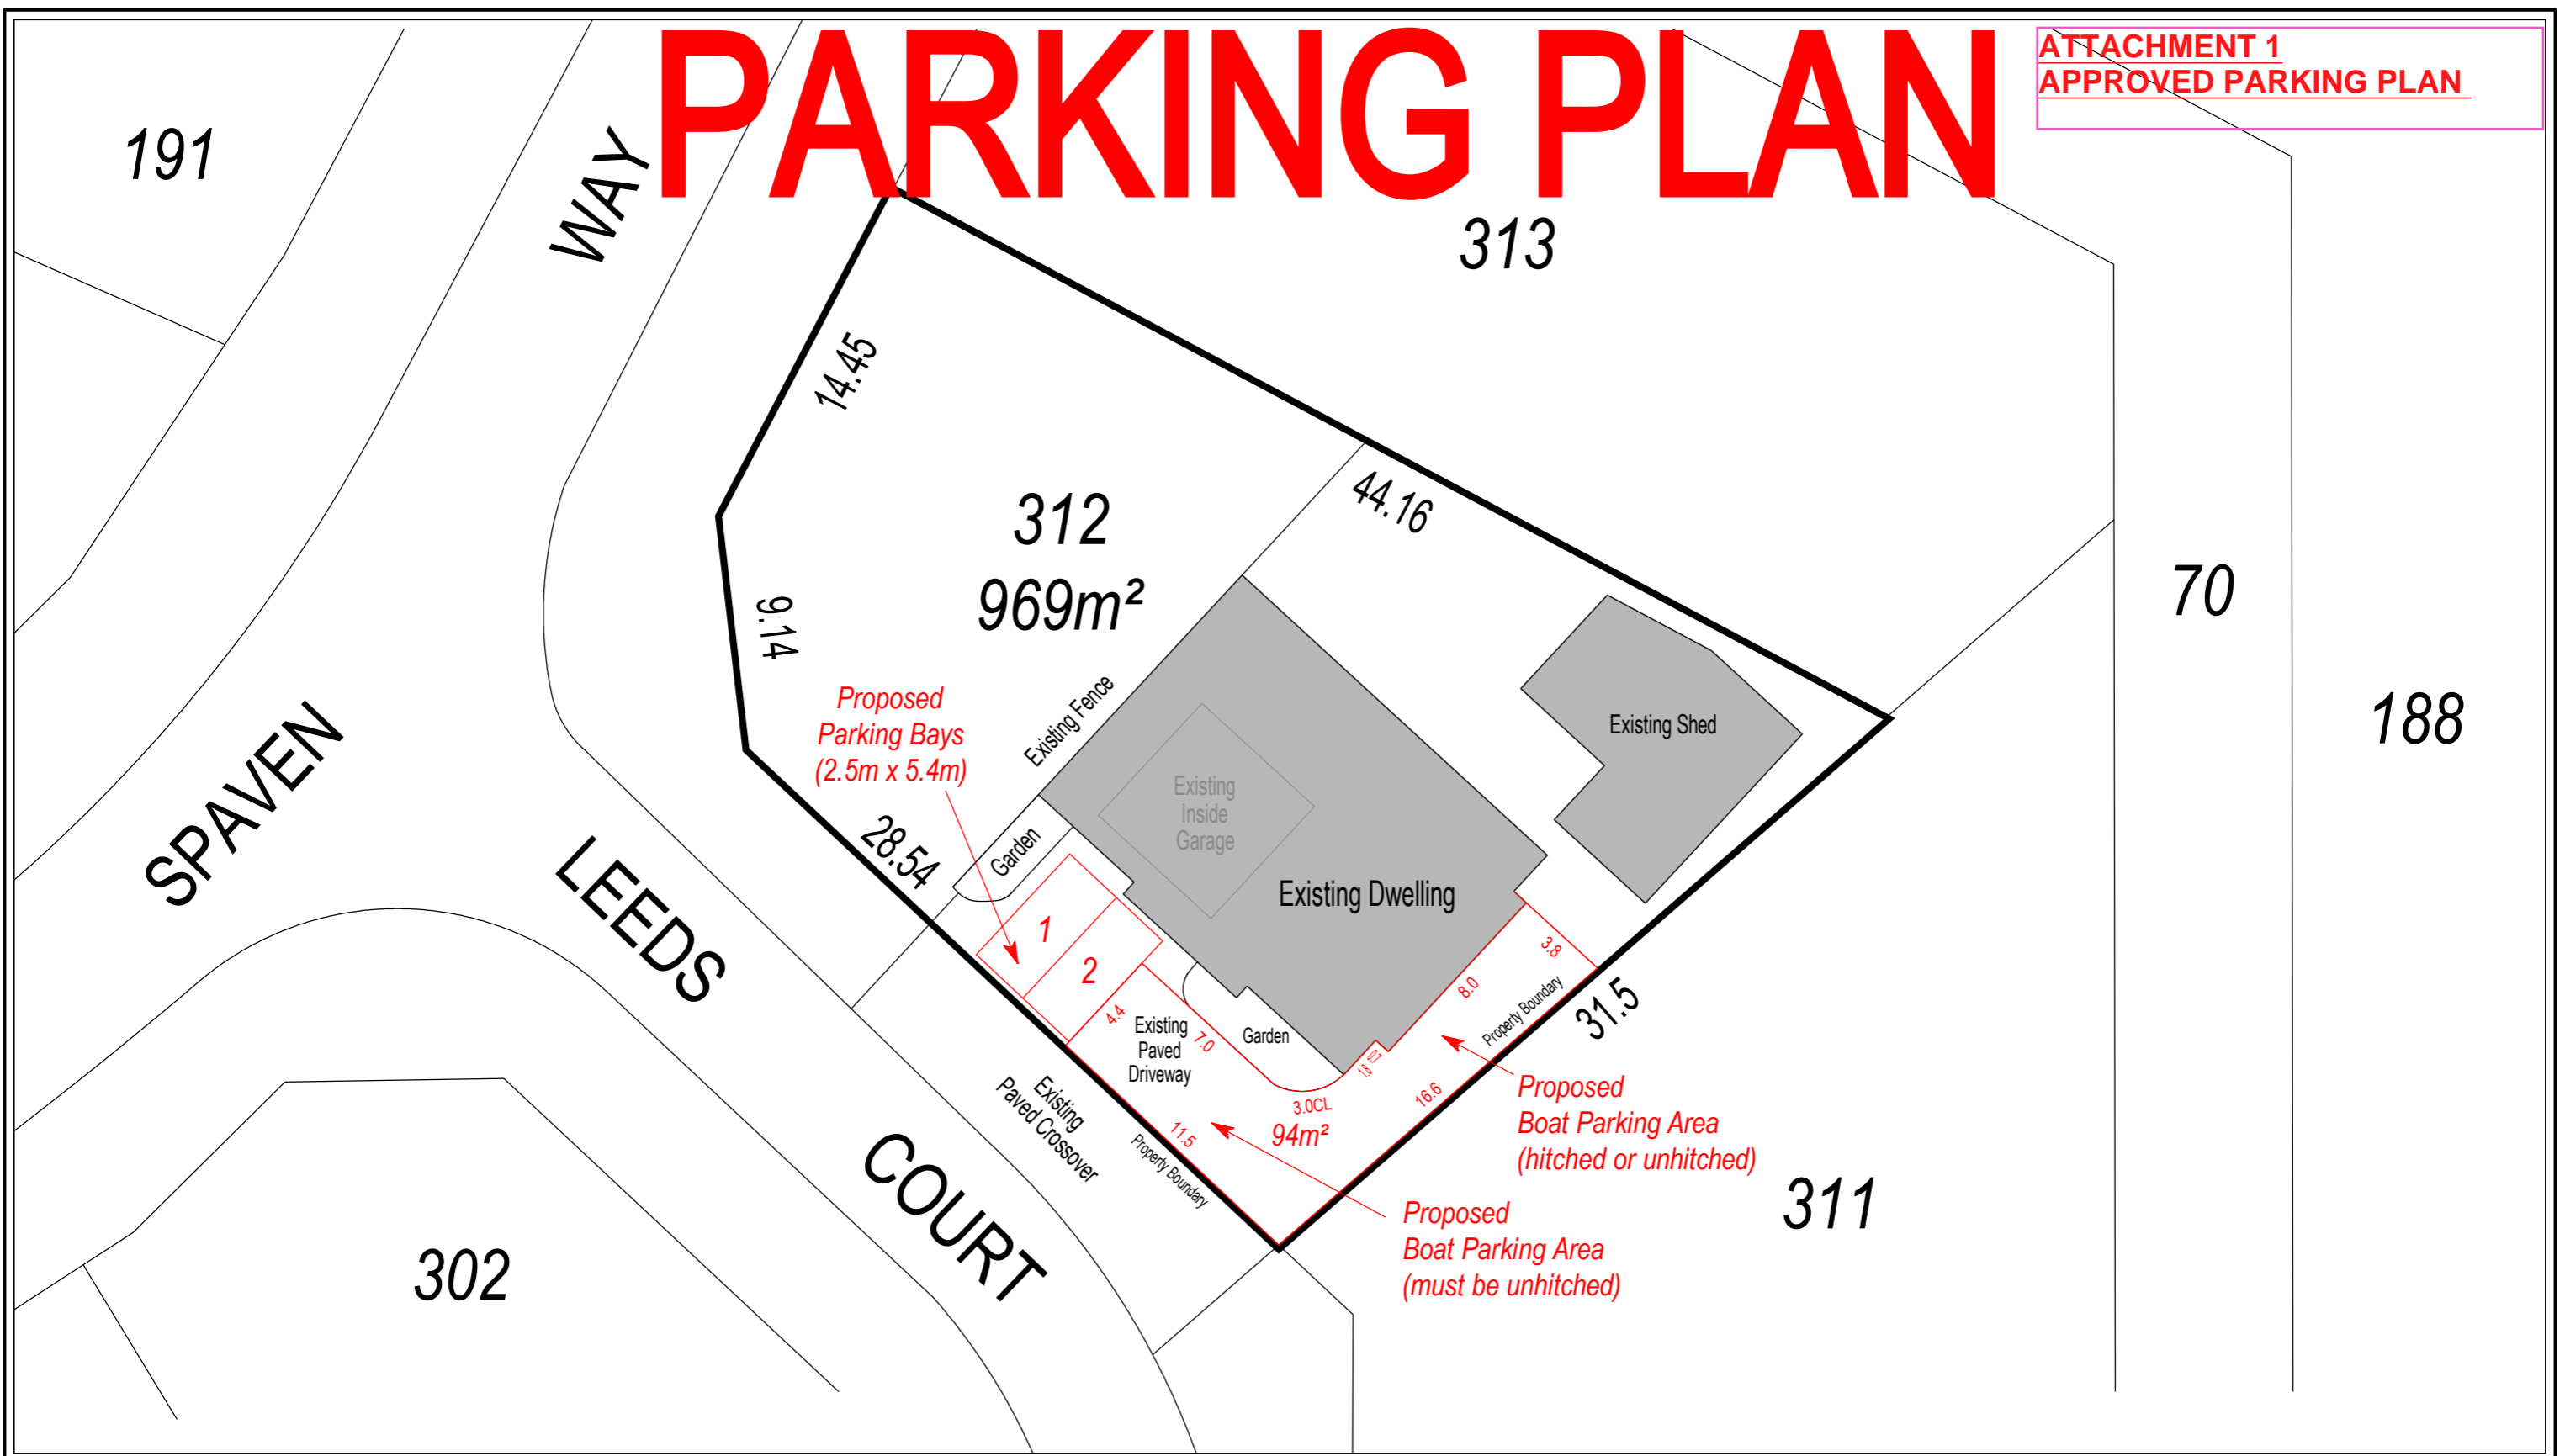 PARKING PLAN
ATTACHMENT 1
APPROVED PARKING PLAN
191
WAY
313
14.45
44.16
312
969m²
70
9.14
188
Proposed
Parking Bays
(2.5m x 5.4m)
Existing Fence
Existing Shed
SPAVEN
Existing
Inside
Garage
28.54
Garden
Existing Dwelling
LEEDS
1
2
3.8
8.0
Property Boundary
31.5
4.4
Existing
Paved
Driveway
7.0
Garden
1.8
16.6
Existing
Paved Crossover
3.0CL
94m²
11.5
Property Boundary
Proposed
Boat Parking Area
(hitched or unhitched)
COURT
311
Proposed
Boat Parking Area
(must be unhitched)
302